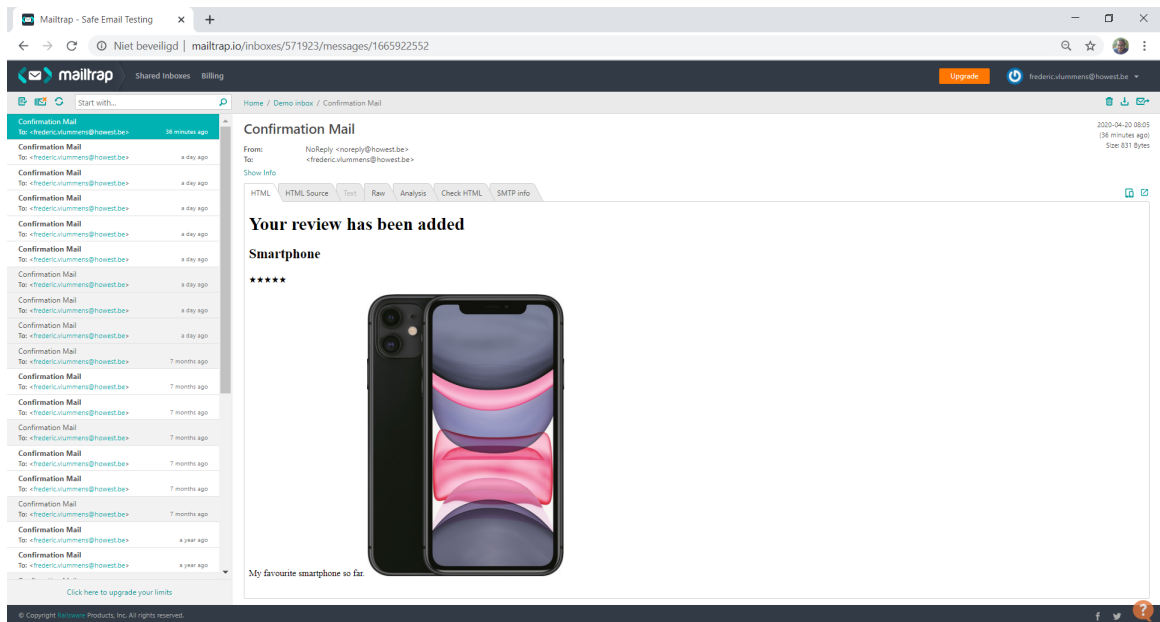 Mailtrap - Safe Email Testing
Niet beveiligd | mailtrap.io/inboxes/571923/messages/1665922552
mailtrap Shared Inboxes Billing Upgrade frederic.vlummens@howest.be
Start with... Home / Demo inbox / Confirmation Mail
Confirmation Mail
To: <frederic.vlummens@howest.be> 36 minutes ago
Confirmation Mail
To: <frederic.vlummens@howest.be> a day ago
Confirmation Mail
To: <frederic.vlummens@howest.be> a day ago
Confirmation Mail
To: <frederic.vlummens@howest.be> a day ago
Confirmation Mail
To: <frederic.vlummens@howest.be> a day ago
Confirmation Mail
To: <frederic.vlummens@howest.be> a day ago
Confirmation Mail
To: <frederic.vlummens@howest.be> a day ago
Confirmation Mail
To: <frederic.vlummens@howest.be> a day ago
Confirmation Mail
To: <frederic.vlummens@howest.be> a day ago
Confirmation Mail
To: <frederic.vlummens@howest.be> 7 months ago
Confirmation Mail
To: <frederic.vlummens@howest.be> 7 months ago
Confirmation Mail
To: <frederic.vlummens@howest.be> 7 months ago
Confirmation Mail
To: <frederic.vlummens@howest.be> 7 months ago
Confirmation Mail
To: <frederic.vlummens@howest.be> 7 months ago
Confirmation Mail
To: <frederic.vlummens@howest.be> 7 months ago
Confirmation Mail
To: <frederic.vlummens@howest.be> 7 months ago
Confirmation Mail
To: <frederic.vlummens@howest.be> a year ago
Confirmation Mail
To: <frederic.vlummens@howest.be> a year ago
Click here to upgrade your limits
Confirmation Mail
2020-04-20 08:05
(36 minutes ago)
Size: 831 Bytes
From: NoReply <noreply@howest.be>
To: <frederic.vlummens@howest.be>
Show Info
HTML HTML Source Text Raw Analysis Check HTML SMTP info
Your review has been added
Smartphone
★★★★★
My favourite smartphone so far.
© Copyright Railsware Products, Inc. All rights reserved.
?